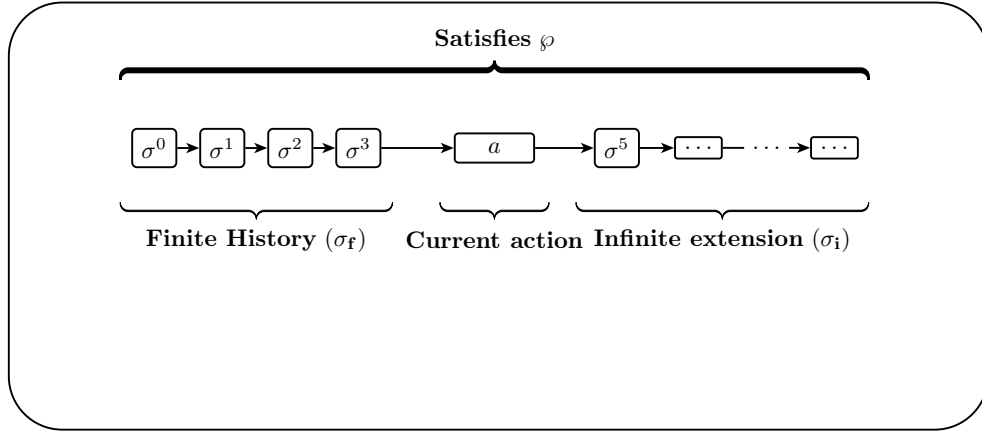 Satisfies ℘
σ⁰ σ¹ σ² σ³ a σ⁵ ⋯ ⋯ ⋯
Finite History (σ_f) Current action Infinite extension (σ_i)